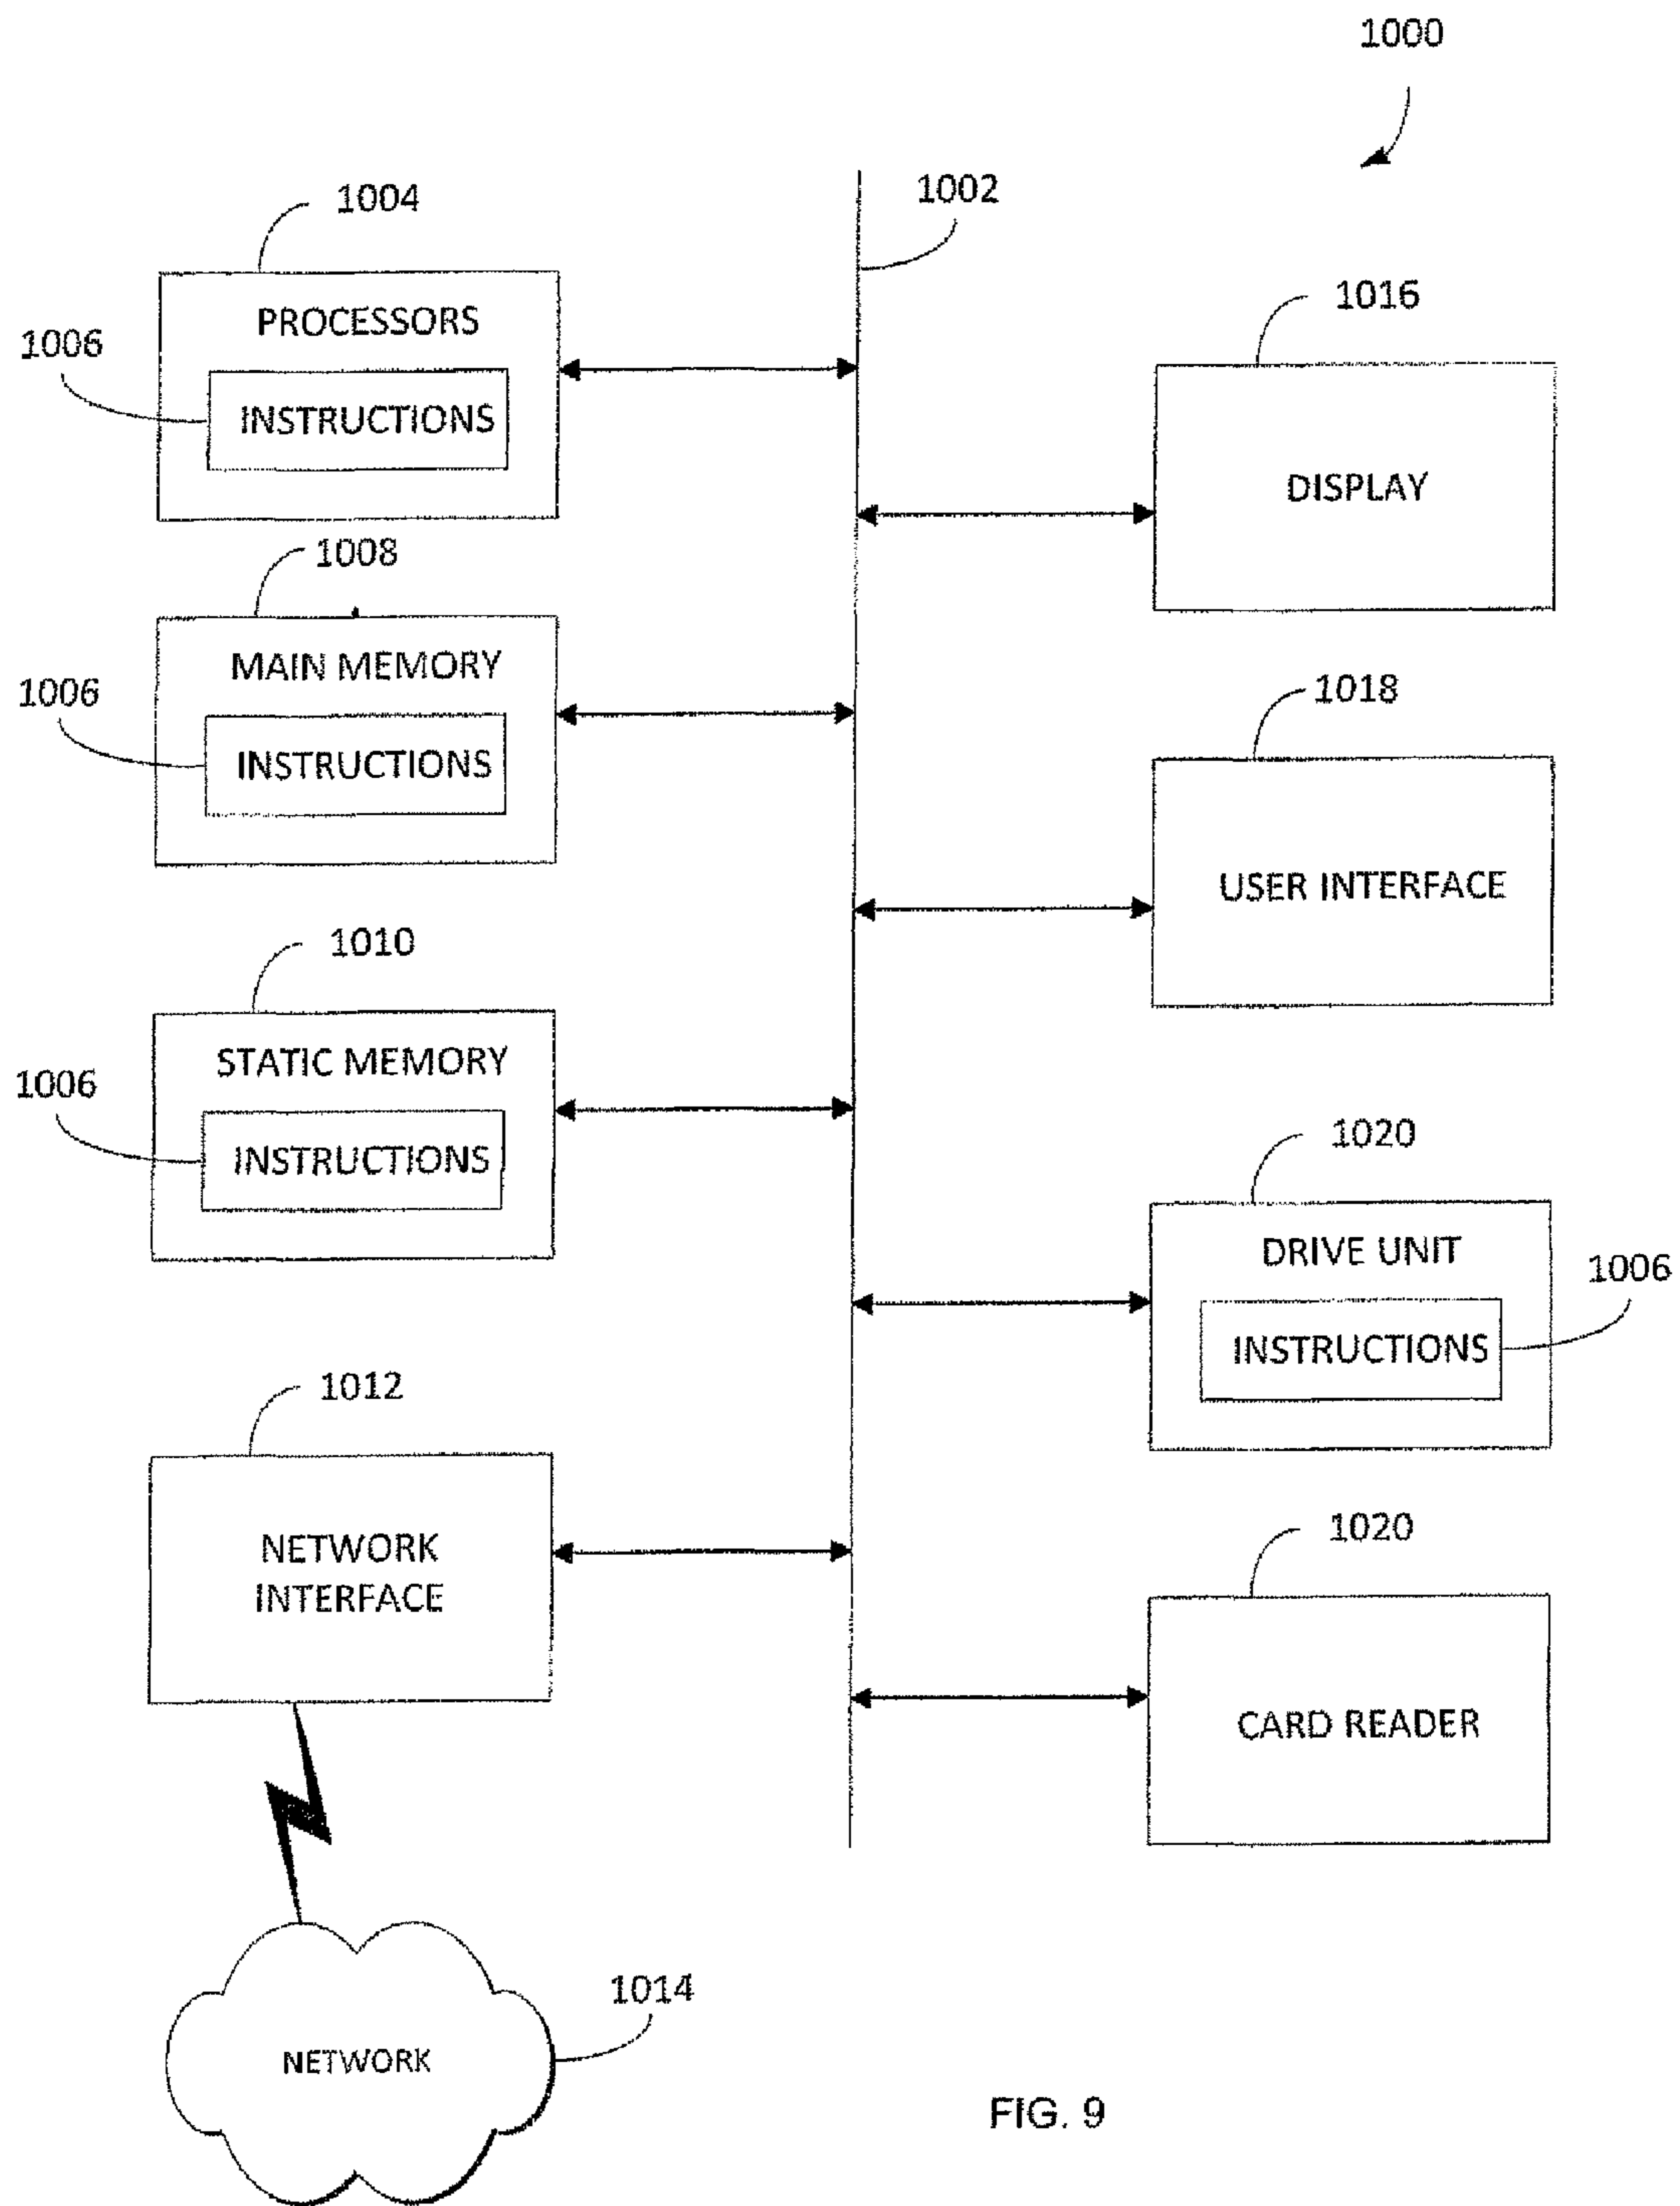 1000
1002
1004
PROCESSORS
1006
INSTRUCTIONS
1016
DISPLAY
1008
MAIN MEMORY
1006
INSTRUCTIONS
1018
USER INTERFACE
1010
STATIC MEMORY
1006
INSTRUCTIONS
1020
DRIVE UNIT
1006
INSTRUCTIONS
1012
NETWORK
INTERFACE
1020
CARD READER
1014
NETWORK
FIG. 9